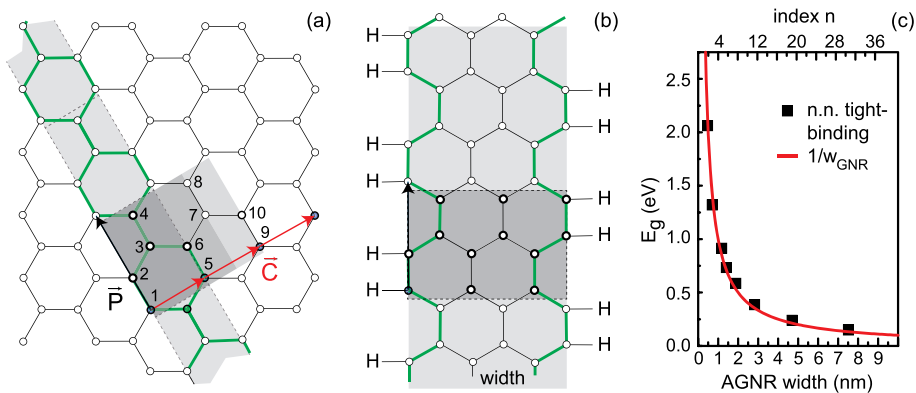 (a)
8
4
7
10
3
6
9
2
5
C
P
1
(b)
H
H
H
H
H
H
H
H
H
H
H
H
width
(c)
index n
4 12 20 28 36
2.5
2.0
1.5
1.0
0.5
0.0
Eg (eV)
n.n. tight-
binding
1/wGNR
0 1 2 3 4 5 6 7 8 9
AGNR width (nm)